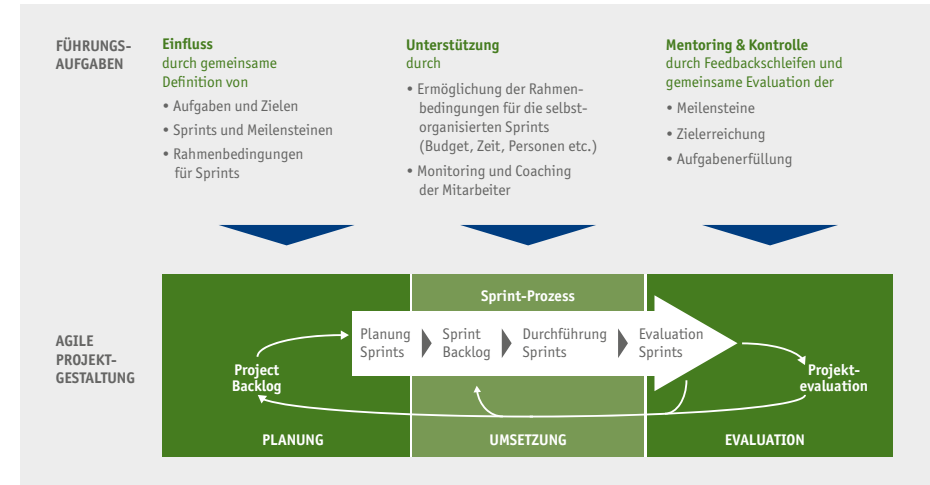 FÜHRUNGS-
AUFGABEN
Einfluss
durch gemeinsame
Definition von
• Aufgaben und Zielen
• Sprints und Meilensteinen
• Rahmenbedingungen
für Sprints
Unterstützung
durch
• Ermöglichung der Rahmen-
bedingungen für die selbst-
organisierten Sprints
(Budget, Zeit, Personen etc.)
• Monitoring und Coaching
der Mitarbeiter
Mentoring & Kontrolle
durch Feedbackschleifen und
gemeinsame Evaluation der
• Meilensteine
• Zielerreichung
• Aufgabenerfüllung
AGILE
PROJEKT-
GESTALTUNG
Sprint-Prozess
Project
Backlog
Planung
Sprints
Sprint
Backlog
Durchführung
Sprints
Evaluation
Sprints
Projekt-
evaluation
PLANUNG
UMSETZUNG
EVALUATION